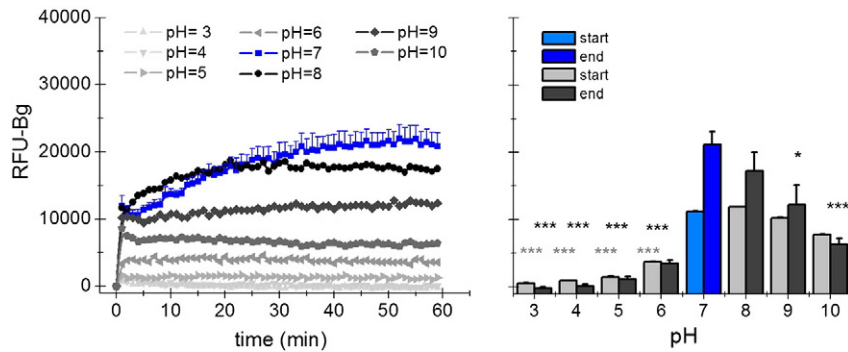 pH= 3 pH=6 pH=9
pH=4 pH=7 pH=10
pH=5 pH=8
40000
30000
20000
10000
0
RFU-Bg
0 10 20 30 40 50 60
time (min)
start
end
start
end
*
*** *** *** *** ***
*** *** *** ***
3 4 5 6 7 8 9 10
pH